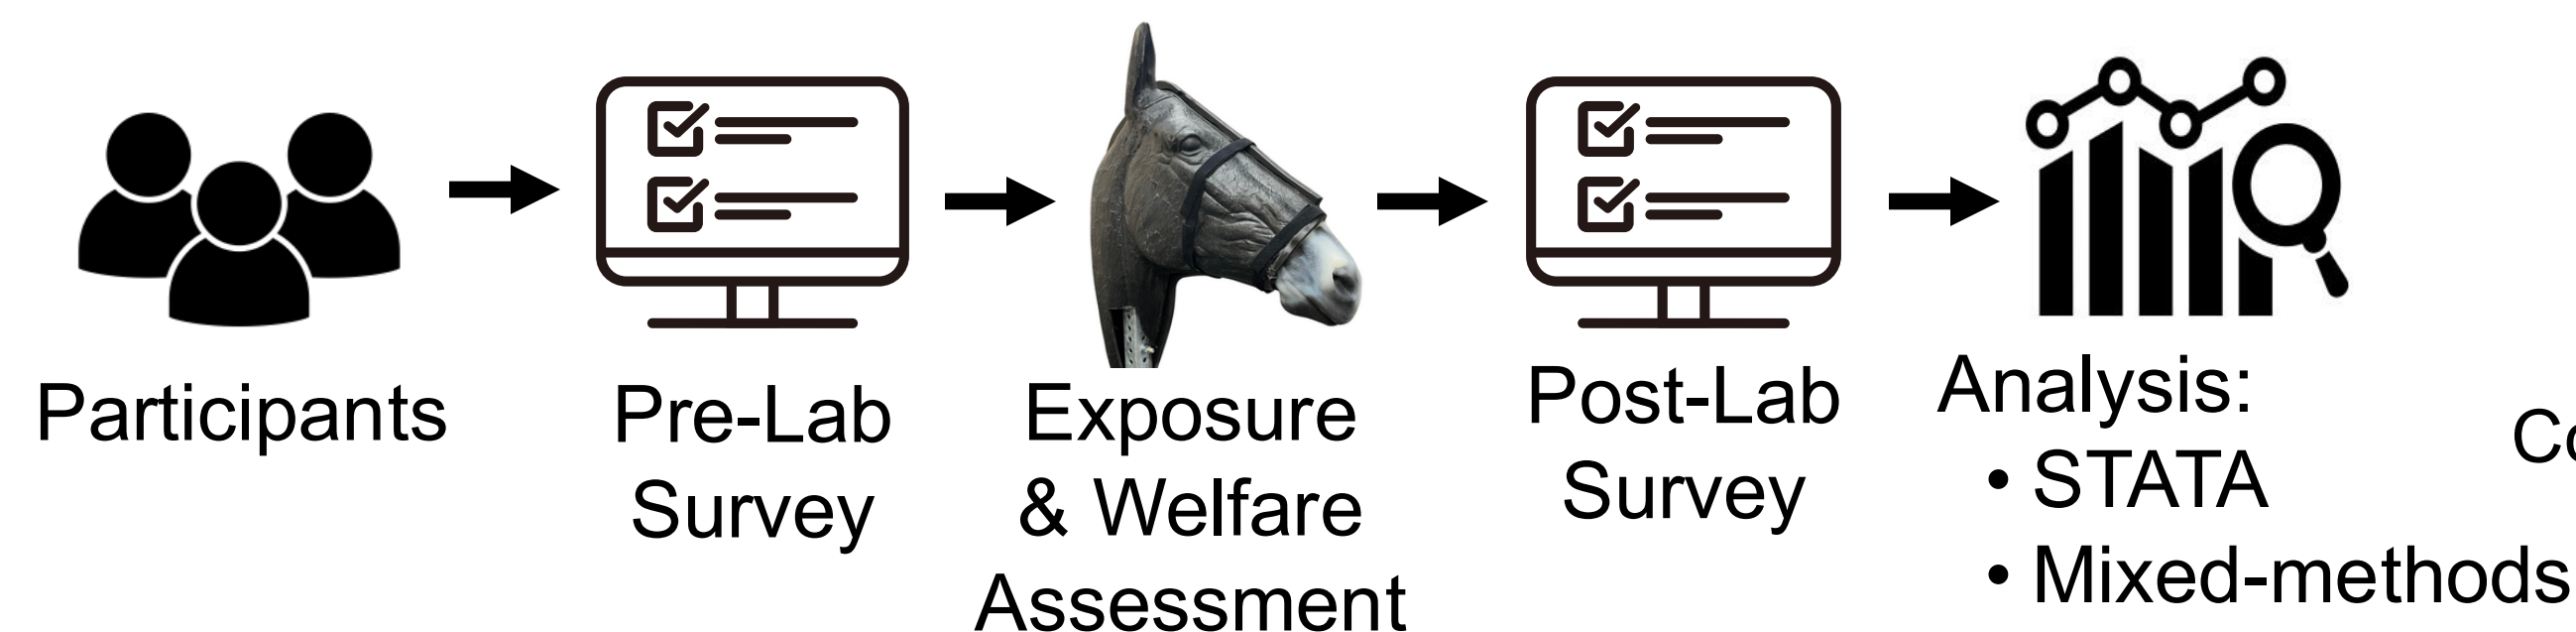 Participants
Pre-Lab
Survey
Exposure
& Welfare
Assessment
Post-Lab
Survey
Analysis:
• STATA
• Mixed-methods